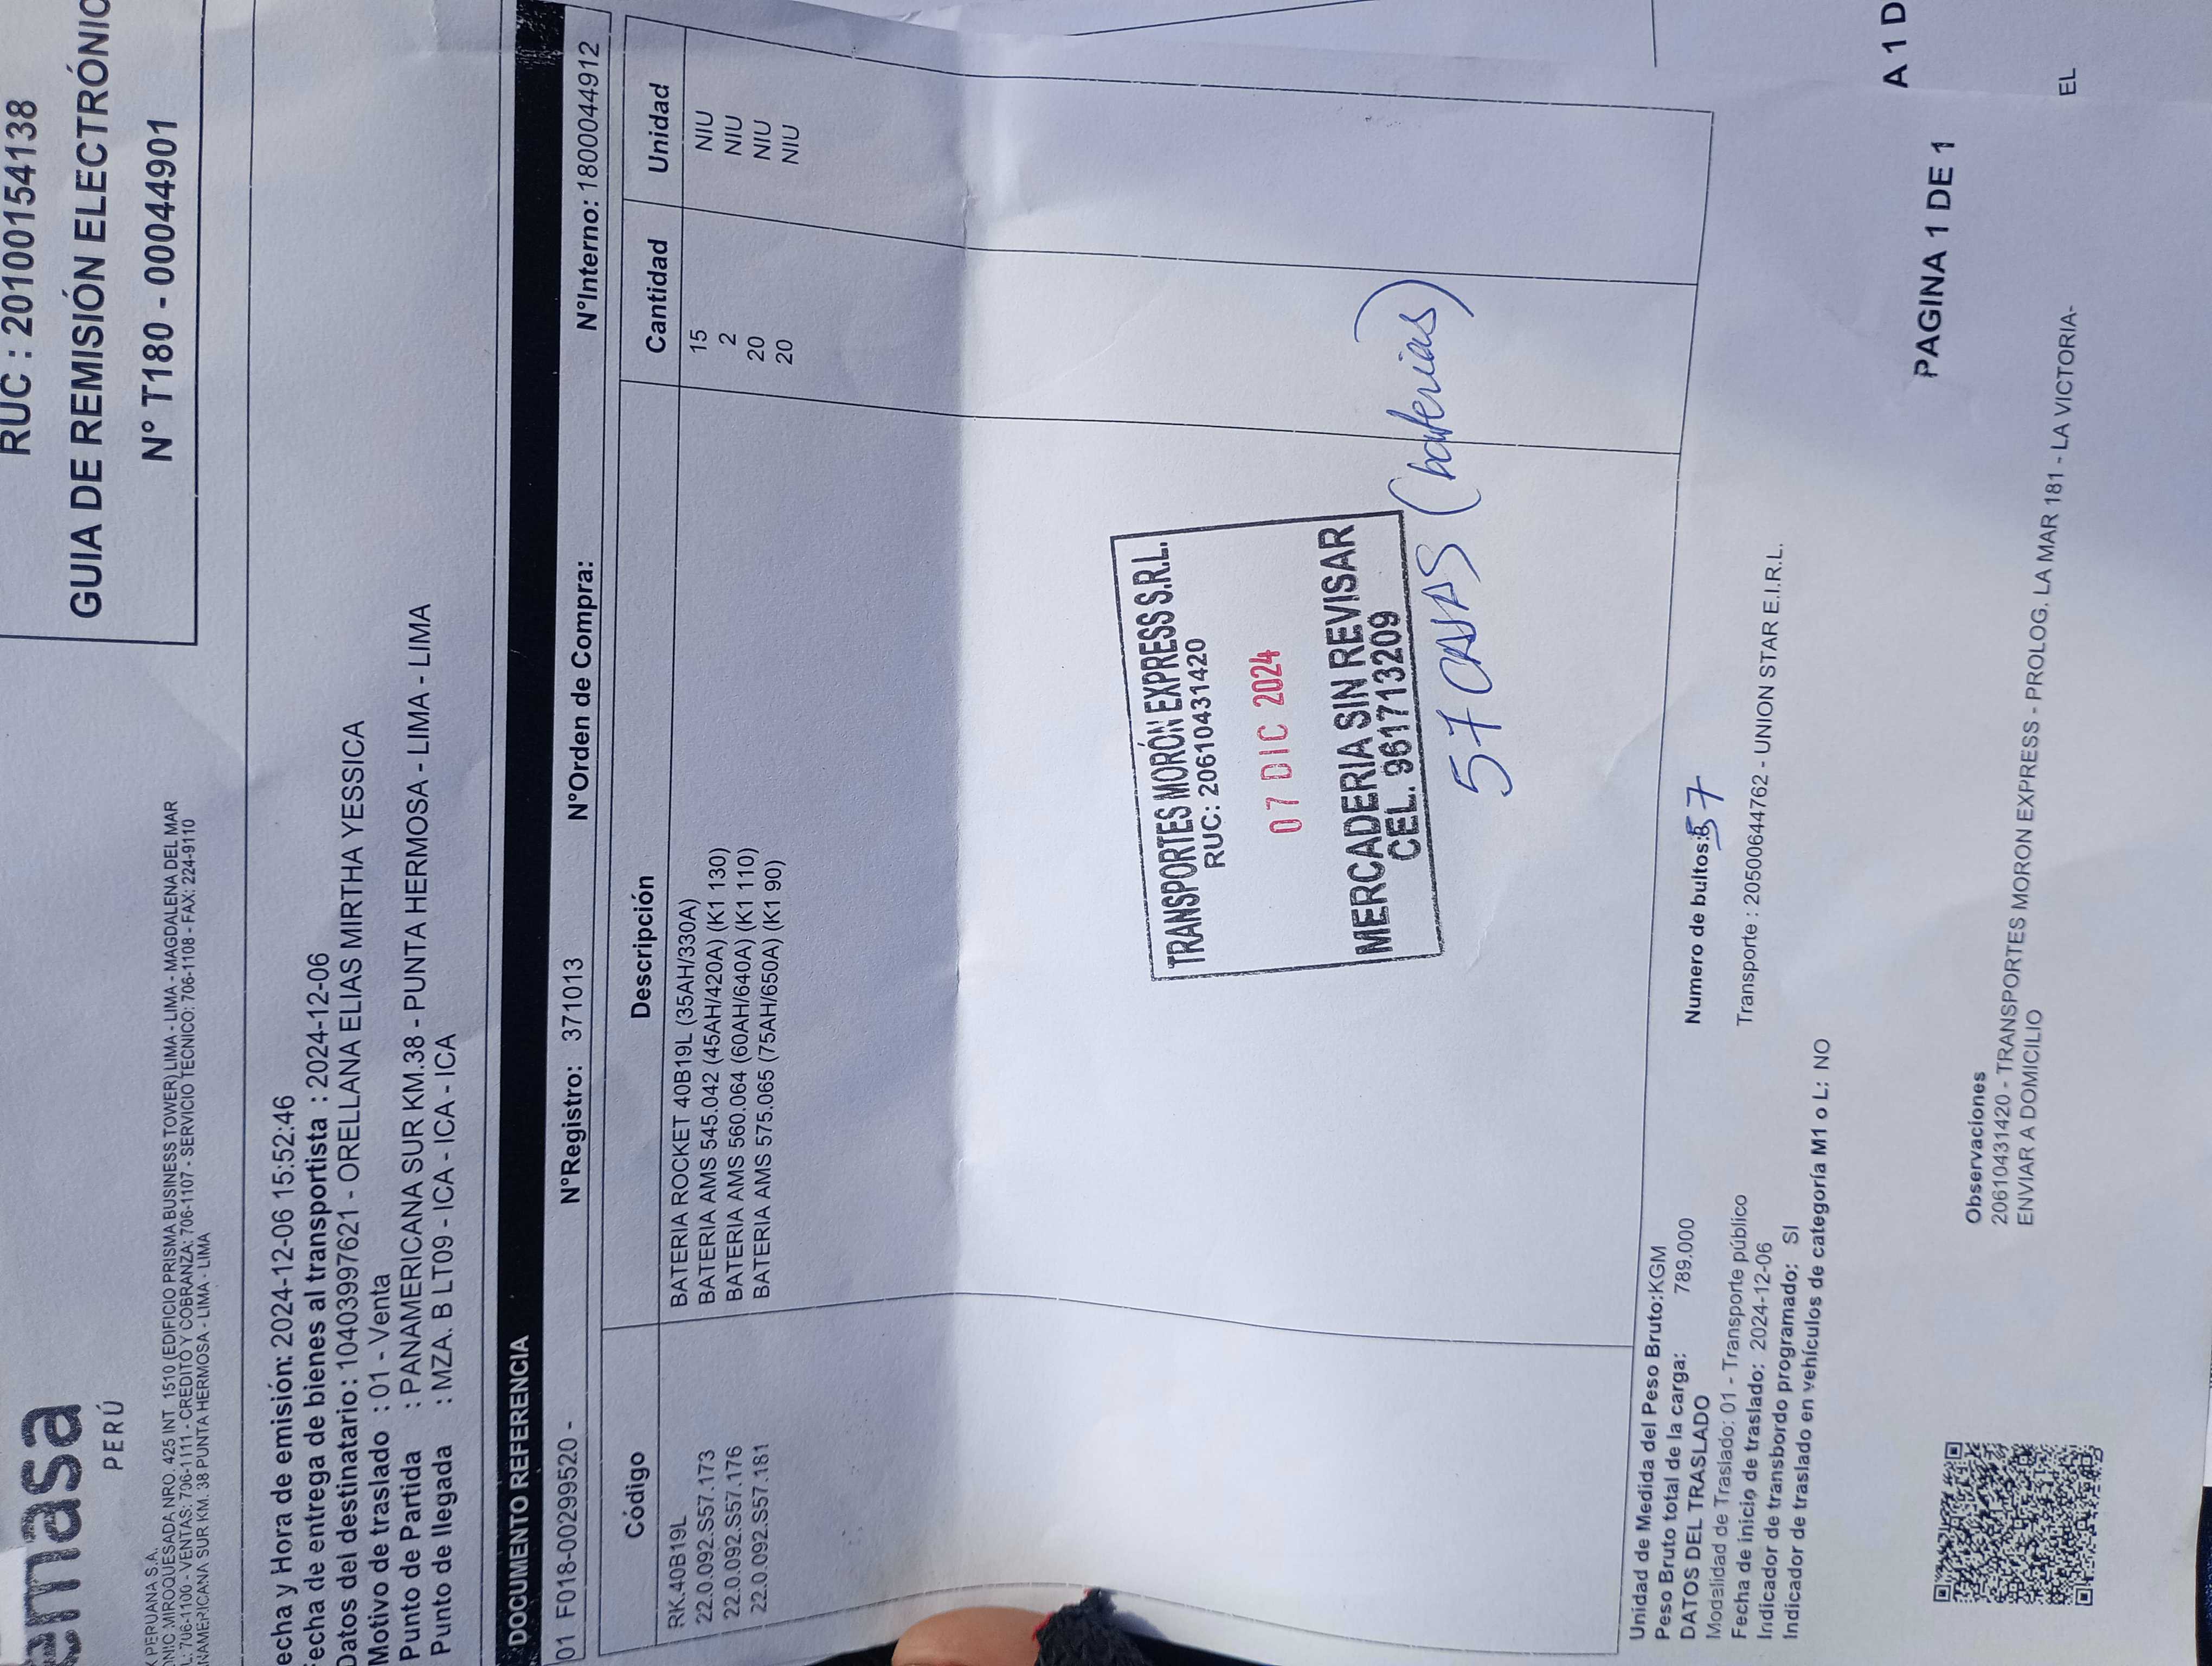 RUC : 20100154138
GUIA DE REMISIÓN ELECTRÓNIC
N° T180 - 00044901
emasa
PERÚ
PERUANA S.A.
MIROQUESADA NRO. 425 INT. 1510 (EDIFICIO PRISMA BUSINESS TOWER) LIMA - LIMA - MAGDALENA DEL MAR
706-1100 - VENTAS: 706-1111 - CREDITO Y COBRANZA: 706-1107 - SERVICIO TECNICO: 706-1108 - FAX: 224-9110
NAMERICANA SUR KM. 38 PUNTA HERMOSA - LIMA - LIMA
echa y Hora de emisión: 2024-12-06 15:52:46
echa de entrega de bienes al transportista : 2024-12-06
Datos del destinatario : 10403997621 - ORELLANA ELIAS MIRTHA YESSICA
Motivo de traslado : 01 - Venta
Punto de Partida : PANAMERICANA SUR KM.38 - PUNTA HERMOSA - LIMA - LIMA
Punto de llegada : MZA. B LT09 - ICA - ICA - ICA
DOCUMENTO REFERENCIA
01 F018-00299520 - N°Registro: 371013 N°Orden de Compra: N°Interno: 1800044912
Código Descripción Cantidad Unidad
RK.40B19L BATERIA ROCKET 40B19L (35AH/330A) 15 NIU
22.0.092.S57.173 BATERIA AMS 545.042 (45AH/420A) (K1 130) 2 NIU
22.0.092.S57.176 BATERIA AMS 560.064 (60AH/640A) (K1 110) 20 NIU
22.0.092.S57.181 BATERIA AMS 575.065 (75AH/650A) (K1 90) 20 NIU
TRANSPORTES MORÓN EXPRESS S.R.L.
RUC: 20610431420
07 DIC 2024
MERCADERIA SIN REVISAR
CEL. 961713209
57 CAJAS (baterias)
Unidad de Medida del Peso Bruto:KGM Numero de bultos: 57
Peso Bruto total de la carga: 789.000
DATOS DEL TRASLADO
Modalidad de Traslado: 01 - Transporte público Transporte : 20500644762 - UNION STAR E.I.R.L.
Fecha de inicio de traslado: 2024-12-06
Indicador de transbordo programado: SI
Indicador de traslado en vehículos de categoría M1 o L: NO
A 1 D
PAGINA 1 DE 1
Observaciones
20610431420 - TRANSPORTES MORON EXPRESS - PROLOG. LA MAR 181 - LA VICTORIA-
ENVIAR A DOMICILIO
EL